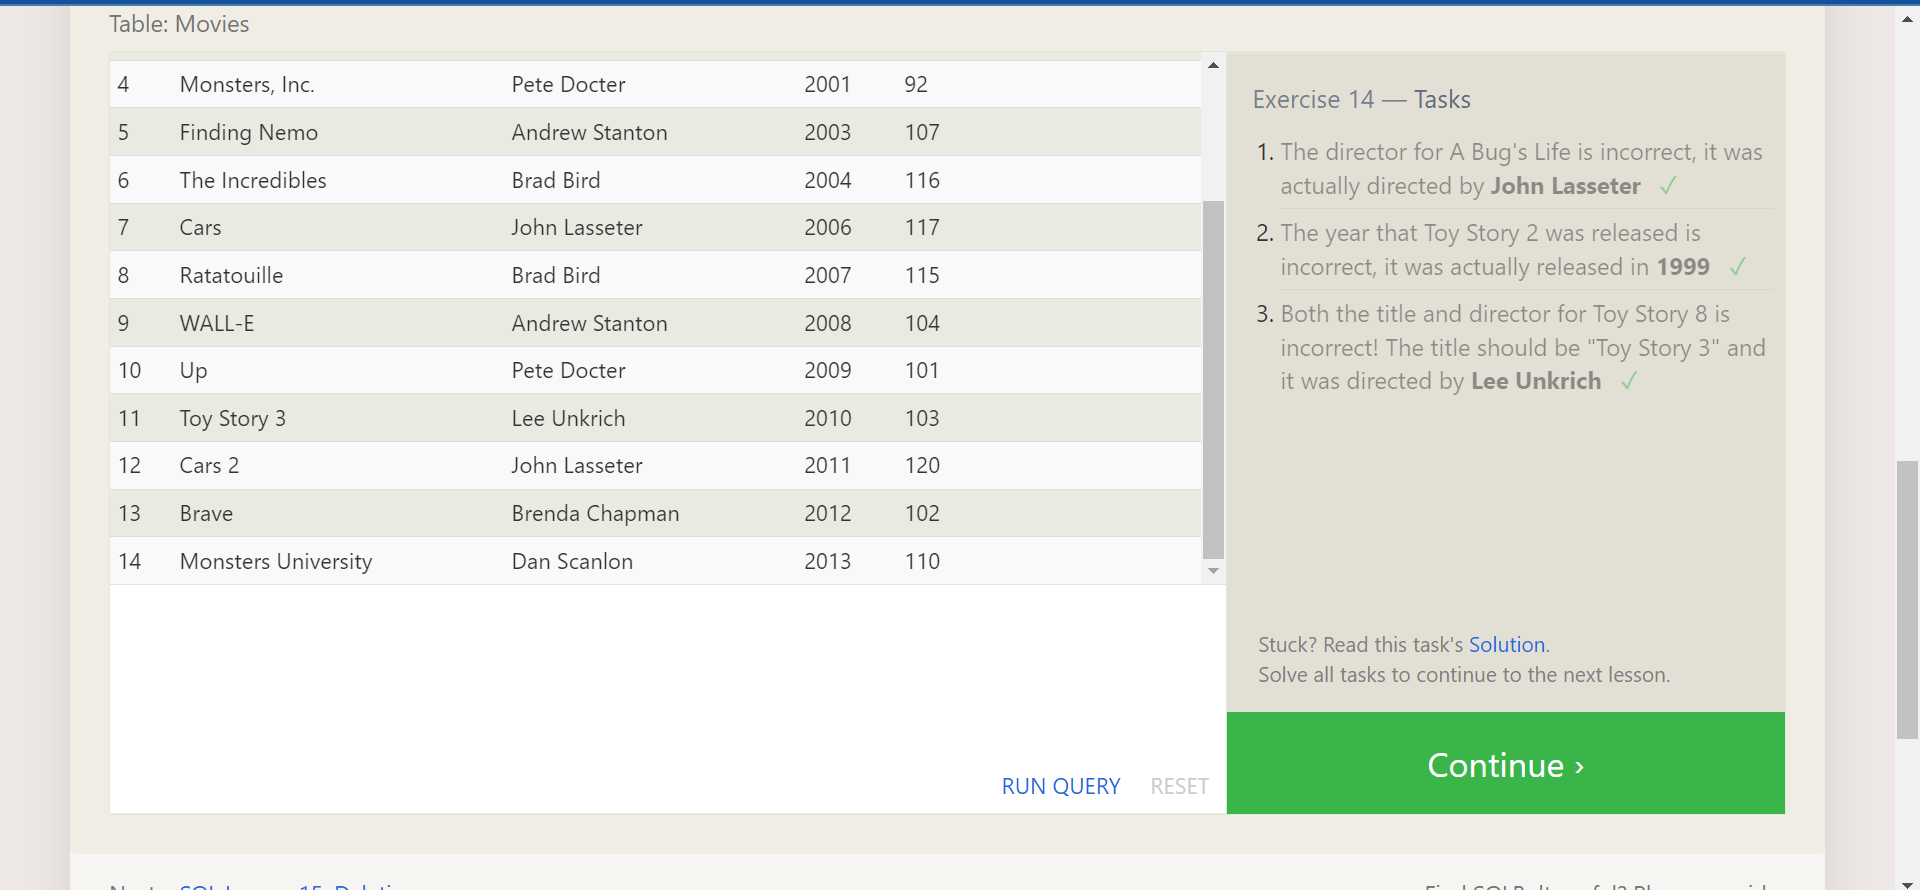 Table: Movies
4 Monsters, Inc. Pete Docter 2001 92
5 Finding Nemo Andrew Stanton 2003 107
6 The Incredibles Brad Bird 2004 116
7 Cars John Lasseter 2006 117
8 Ratatouille Brad Bird 2007 115
9 WALL-E Andrew Stanton 2008 104
10 Up Pete Docter 2009 101
11 Toy Story 3 Lee Unkrich 2010 103
12 Cars 2 John Lasseter 2011 120
13 Brave Brenda Chapman 2012 102
14 Monsters University Dan Scanlon 2013 110
RUN QUERY RESET
Exercise 14 — Tasks
1. The director for A Bug's Life is incorrect, it was
actually directed by John Lasseter ✓
2. The year that Toy Story 2 was released is
incorrect, it was actually released in 1999 ✓
3. Both the title and director for Toy Story 8 is
incorrect! The title should be "Toy Story 3" and
it was directed by Lee Unkrich ✓
Stuck? Read this task's Solution.
Solve all tasks to continue to the next lesson.
Continue ›